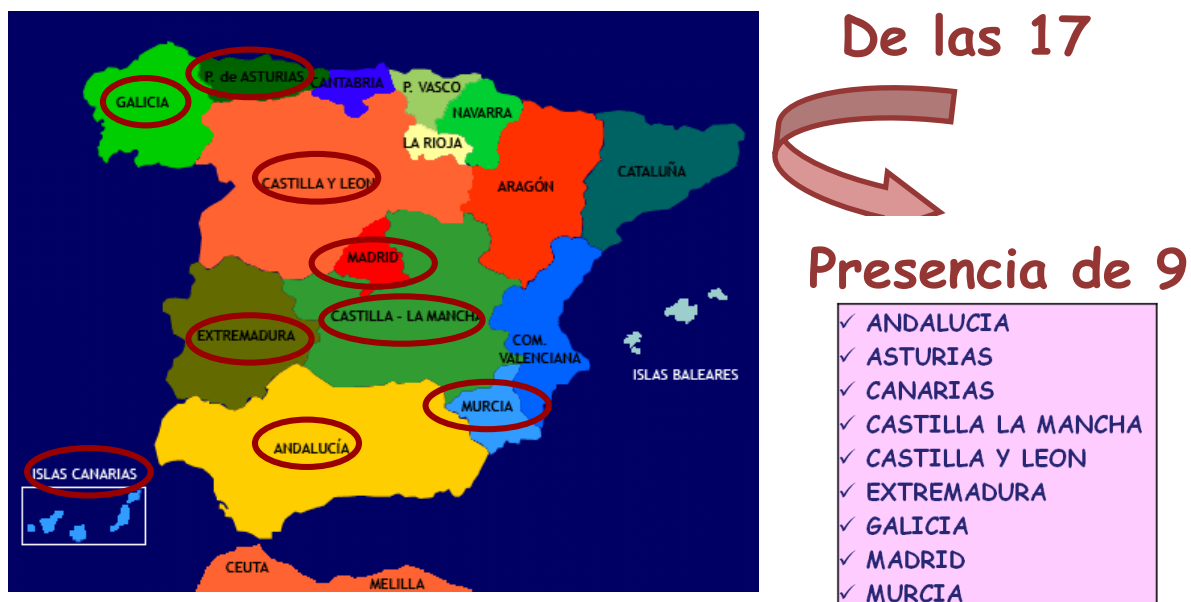 De las 17
P. de ASTURIAS
CANTABRIA
P. VASCO
GALICIA
NAVARRA
LA RIOJA
CATALUÑA
CASTILLA Y LEON
ARAGÓN
MADRID
CASTILLA - LA MANCHA
EXTREMADURA
COM.
VALENCIANA
ISLAS BALEARES
MURCIA
ANDALUCÍA
ISLAS CANARIAS
CEUTA
MELILLA
Presencia de 9
✓ ANDALUCIA
✓ ASTURIAS
✓ CANARIAS
✓ CASTILLA LA MANCHA
✓ CASTILLA Y LEON
✓ EXTREMADURA
✓ GALICIA
✓ MADRID
✓ MURCIA